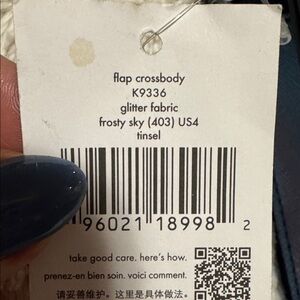 flap crossbody
K9336
glitter fabric
frosty sky (403) US4
tinsel
96021 18998 2
take good care. here's how.
prenez-en bien soin. voici comment.
请妥善维护。这里是具体做法。